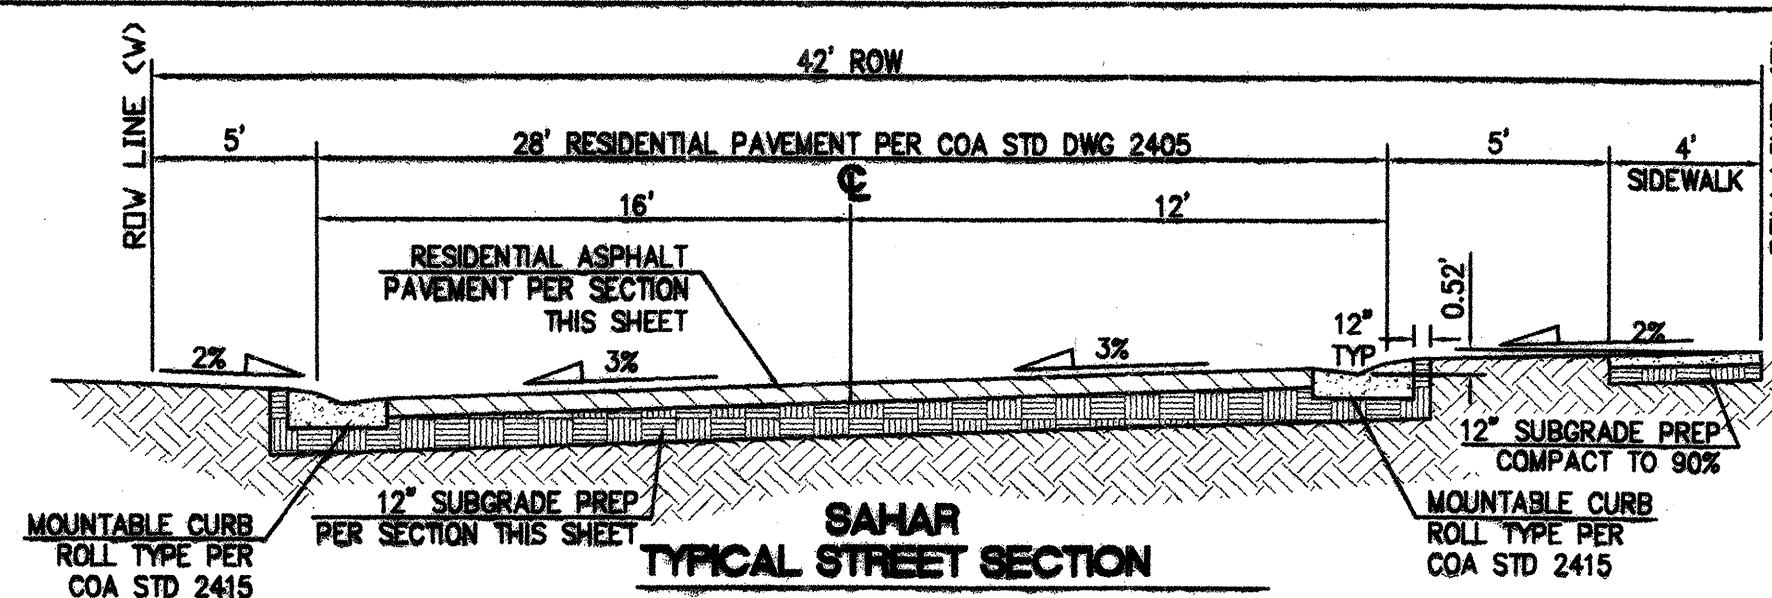 ROW LINE (W)
42' ROW
5'
28' RESIDENTIAL PAVEMENT PER COA STD DWG 2405
5'
4'
SIDEWALK
℄
16'
12'
RESIDENTIAL ASPHALT
PAVEMENT PER SECTION
THIS SHEET
12"
TYP
0.52'
2%
3%
3%
2%
12" SUBGRADE PREP
COMPACT TO 90%
12" SUBGRADE PREP
PER SECTION THIS SHEET
MOUNTABLE CURB
ROLL TYPE PER
COA STD 2415
MOUNTABLE CURB
ROLL TYPE PER
COA STD 2415
SAHAR
TYPICAL STREET SECTION